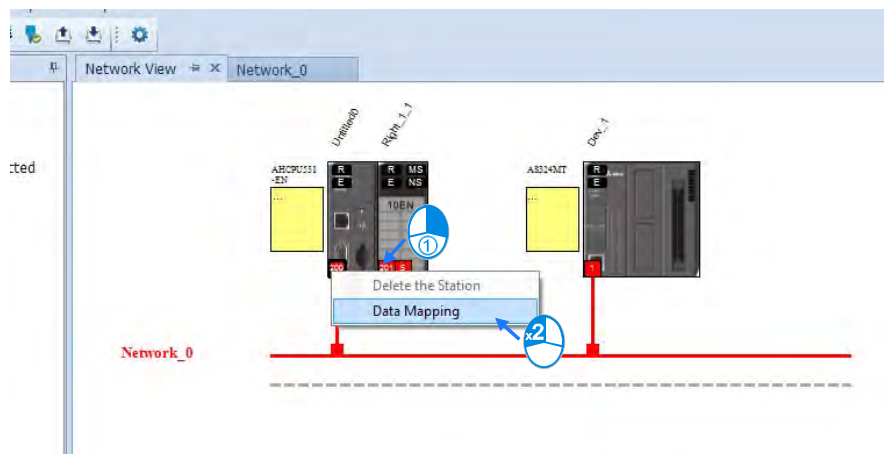 Network View
Network_0
cted
Untitled0
Right_1_1
Dev_1
AHCPU531
-EN
...
R
E
R MS
E NS
10EN
200
201 5
①
AS324MT
...
R
E
1
Delete the Station
Data Mapping
x2
Network_0